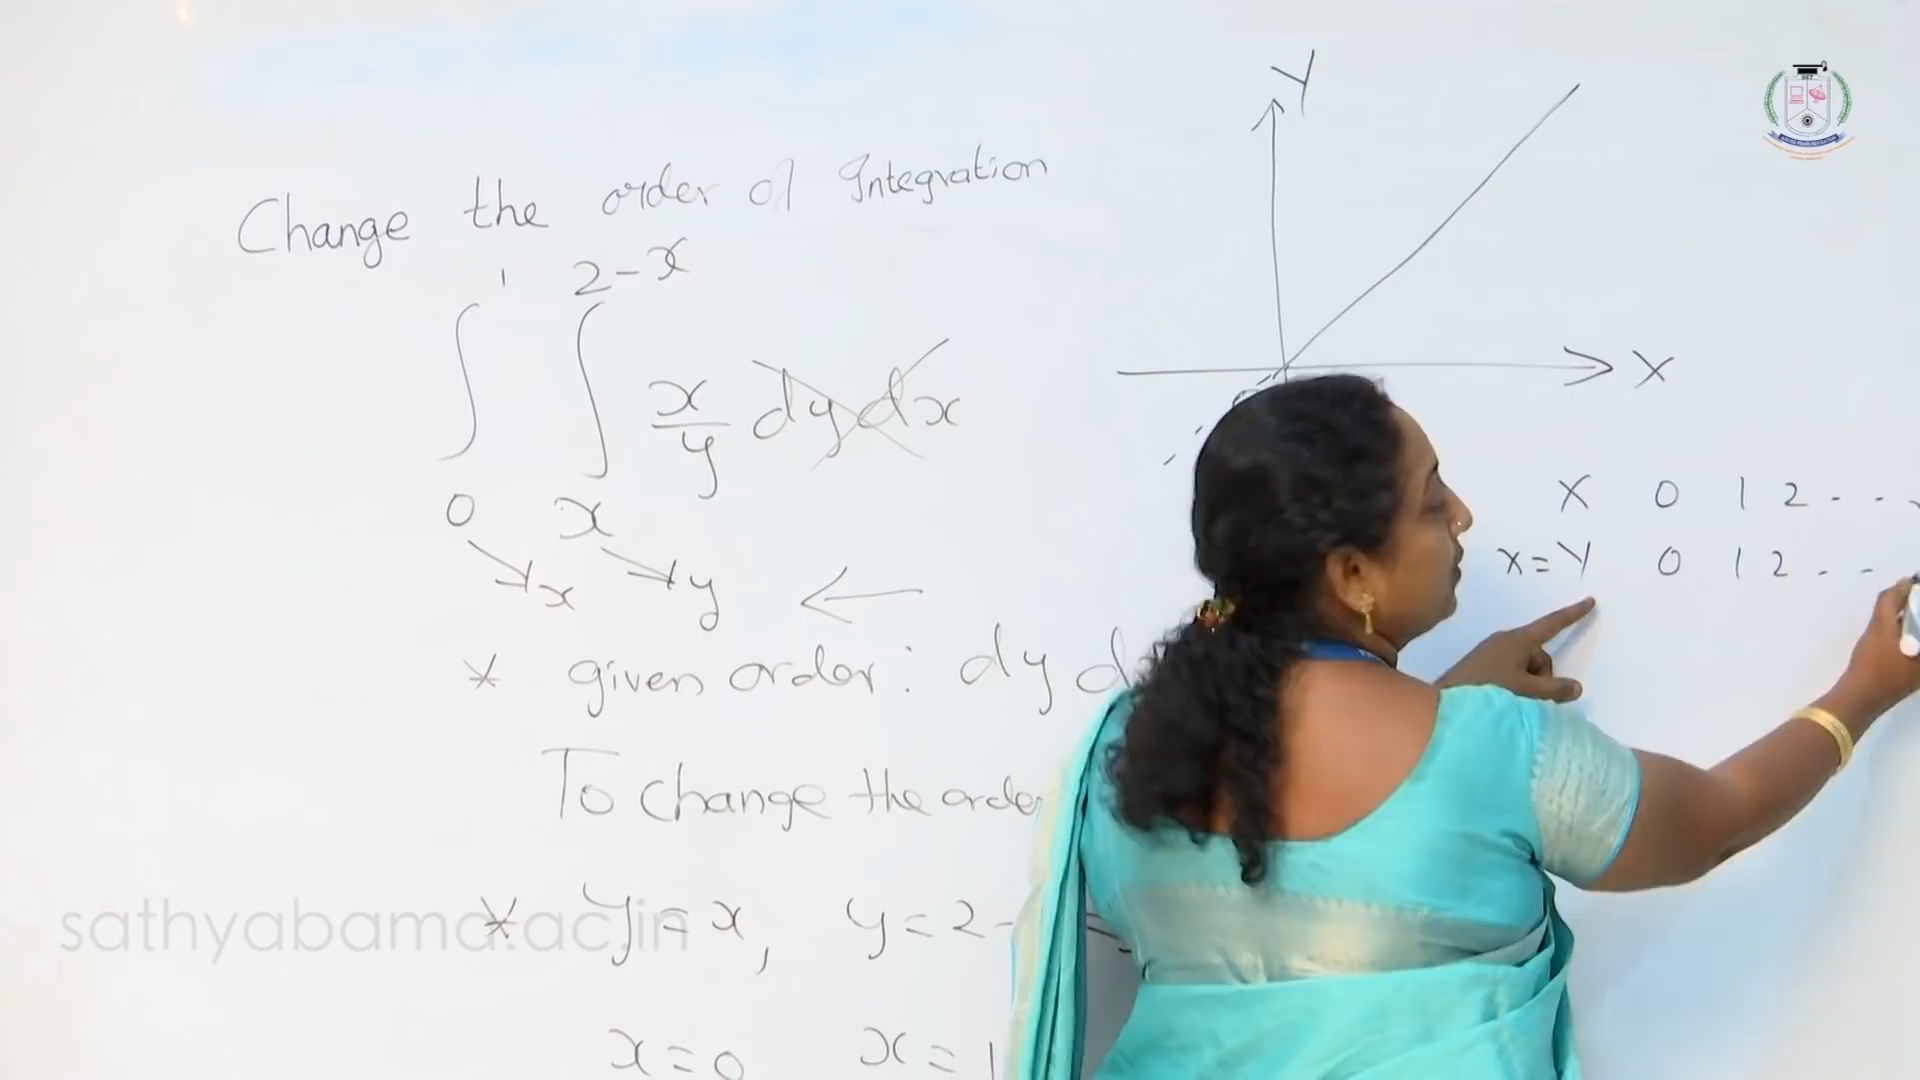 Change the order of Integration
∫ 0 1 ∫ x 2-x x/y dy dx
x y
* given order: dy d
To change the order
* y=x, y=2-
x=0 x=1
Y
X
X 0 1 2 - - -
X=Y 0 1 2 - - -
sathyabama.ac.in